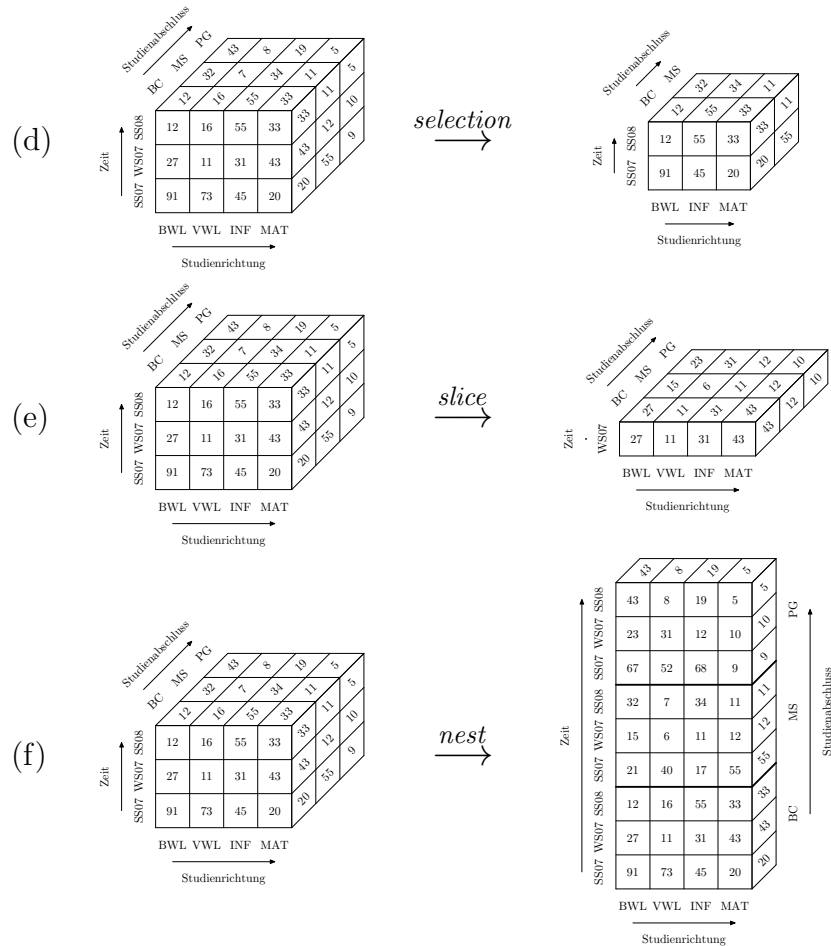 (d)
Studienabschluss
BC MS PG
43 8 19 5
32 7 34 11
12 16 55 33
Zeit
SS07 WS07 SS08
12 16 55 33
27 11 31 43
91 73 45 20
33 11 5
43 12 10
20 55 9
BWL VWL INF MAT
Studienrichtung
selection
Studienabschluss
BC MS
32 34 11
12 55 33
Zeit
SS07 SS08
12 55 33
91 45 20
33 11
20 55
BWL INF MAT
Studienrichtung
(e)
Studienabschluss
BC MS PG
43 8 19 5
32 7 34 11
12 16 55 33
Zeit
SS07 WS07 SS08
12 16 55 33
27 11 31 43
91 73 45 20
33 11 5
43 12 10
20 55 9
BWL VWL INF MAT
Studienrichtung
slice
Studienabschluss
BC MS PG
23 31 12 10
15 6 11 12
27 11 31 43
Zeit
WS07
27 11 31 43
43 12 10
BWL VWL INF MAT
Studienrichtung
(f)
Studienabschluss
BC MS PG
43 8 19 5
32 7 34 11
12 16 55 33
Zeit
SS07 WS07 SS08
12 16 55 33
27 11 31 43
91 73 45 20
33 11 5
43 12 10
20 55 9
BWL VWL INF MAT
Studienrichtung
nest
43 8 19 5
Zeit
SS07 WS07 SS08 SS07 WS07 SS08 SS07 WS07 SS08
43 8 19 5 5
23 31 12 10 10
67 52 68 9 9
32 7 34 11 11
15 6 11 12 12
21 40 17 55 55
12 16 55 33 33
27 11 31 43 43
91 73 45 20 20
BC MS PG
Studienabschluss
BWL VWL INF MAT
Studienrichtung